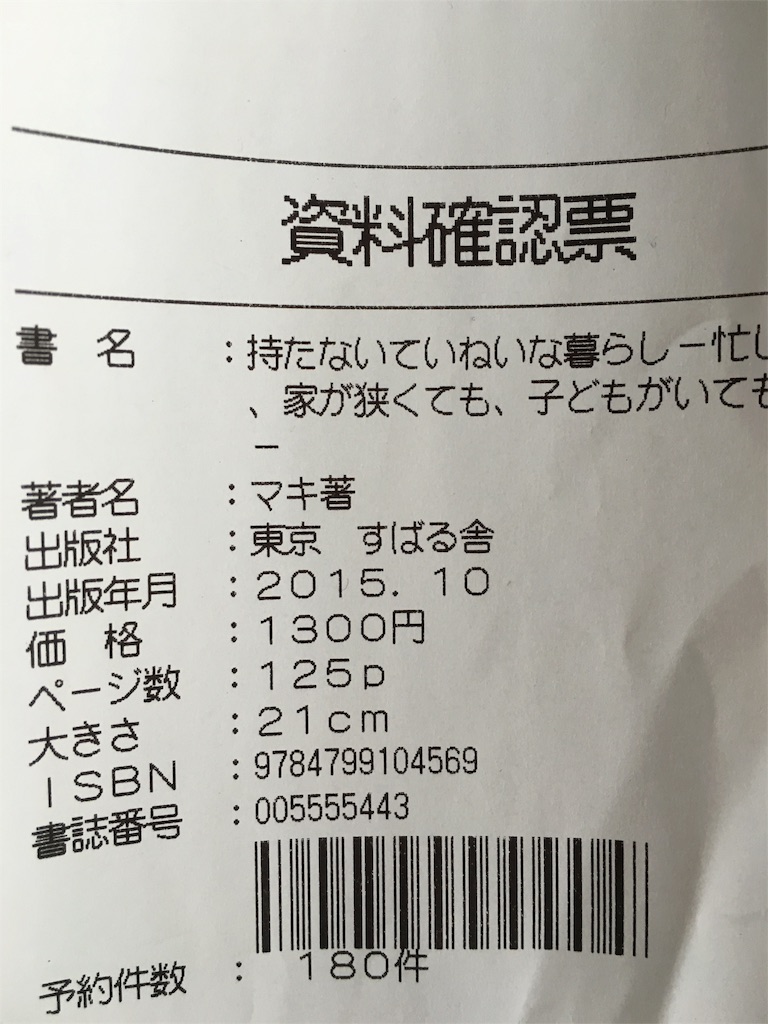 資料確認票
書　名　：持たないていねいな暮らし－忙し
、家が狭くても、子どもがいても
－
著者名　：マキ著
出版社　：東京　すばる舎
出版年月　：２０１５．１０
価　格　：１３００円
ページ数　：１２５ｐ
大きさ　：２１ｃｍ
ＩＳＢＮ　：9784799104569
書誌番号　：005555443
予約件数　：　１８０件